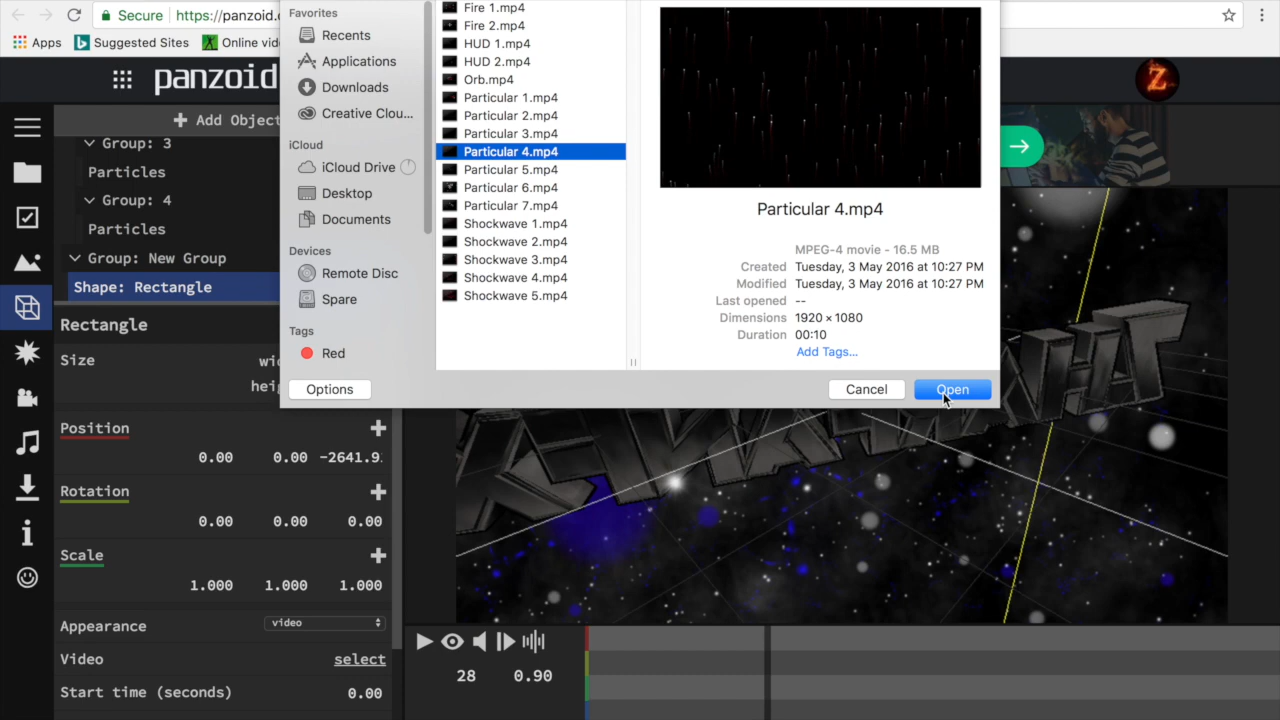 Secure https://panzoid.c
Apps Suggested Sites Online vid
panzoid
Z
Add Object
Group: 3
Particles
Group: 4
Particles
Group: New Group
Shape: Rectangle
Rectangle
Size
Position
0.00 0.00 -2641.9
Rotation
0.00 0.00 0.00
Scale
1.000 1.000 1.000
Appearance video
Video select
Start time (seconds) 0.00
Favorites
Recents
Applications
Downloads
Creative Clou...
iCloud
iCloud Drive
Desktop
Documents
Devices
Remote Disc
Spare
Tags
Red
Fire 1.mp4
Fire 2.mp4
HUD 1.mp4
HUD 2.mp4
Orb.mp4
Particular 1.mp4
Particular 2.mp4
Particular 3.mp4
Particular 4.mp4
Particular 5.mp4
Particular 6.mp4
Particular 7.mp4
Shockwave 1.mp4
Shockwave 2.mp4
Shockwave 3.mp4
Shockwave 4.mp4
Shockwave 5.mp4
Particular 4.mp4
MPEG-4 movie - 16.5 MB
Created Tuesday, 3 May 2016 at 10:27 PM
Modified Tuesday, 3 May 2016 at 10:27 PM
Last opened --
Dimensions 1920 × 1080
Duration 00:10
Add Tags...
Options Cancel Open
28 0.90